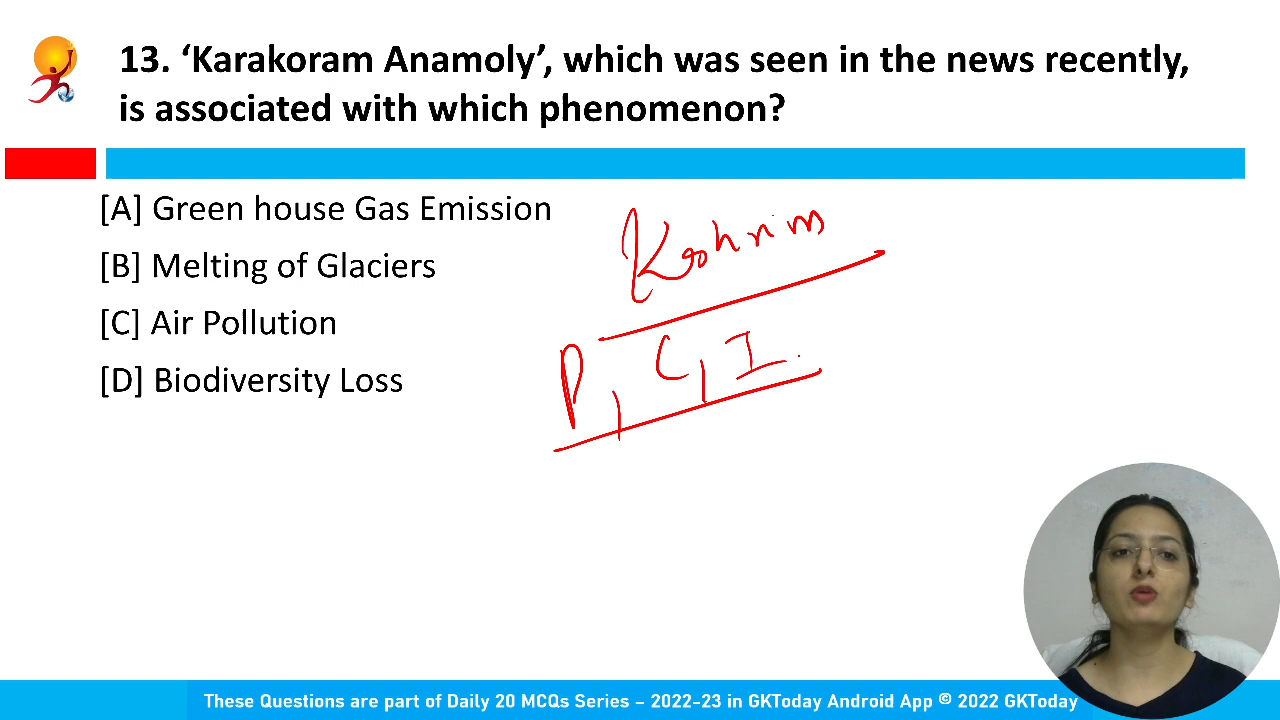 13. ‘Karakoram Anamoly’, which was seen in the news recently,
is associated with which phenomenon?
[A] Green house Gas Emission
[B] Melting of Glaciers
[C] Air Pollution
[D] Biodiversity Loss
P, C, I
These Questions are part of Daily 20 MCQs Series – 2022-23 in GKToday Android App © 2022 GKToday